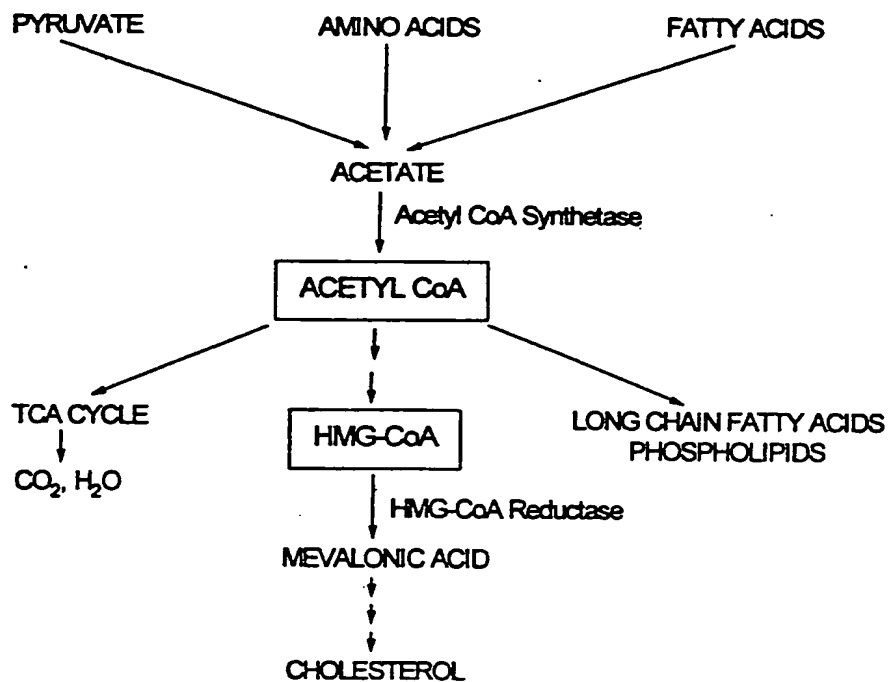 PYRUVATE AMINO ACIDS FATTY ACIDS
ACETATE
Acetyl CoA Synthetase
ACETYL CoA
TCA CYCLE
CO₂, H₂O
HMG-CoA
LONG CHAIN FATTY ACIDS
PHOSPHOLIPIDS
HMG-CoA Reductase
MEVALONIC ACID
CHOLESTEROL